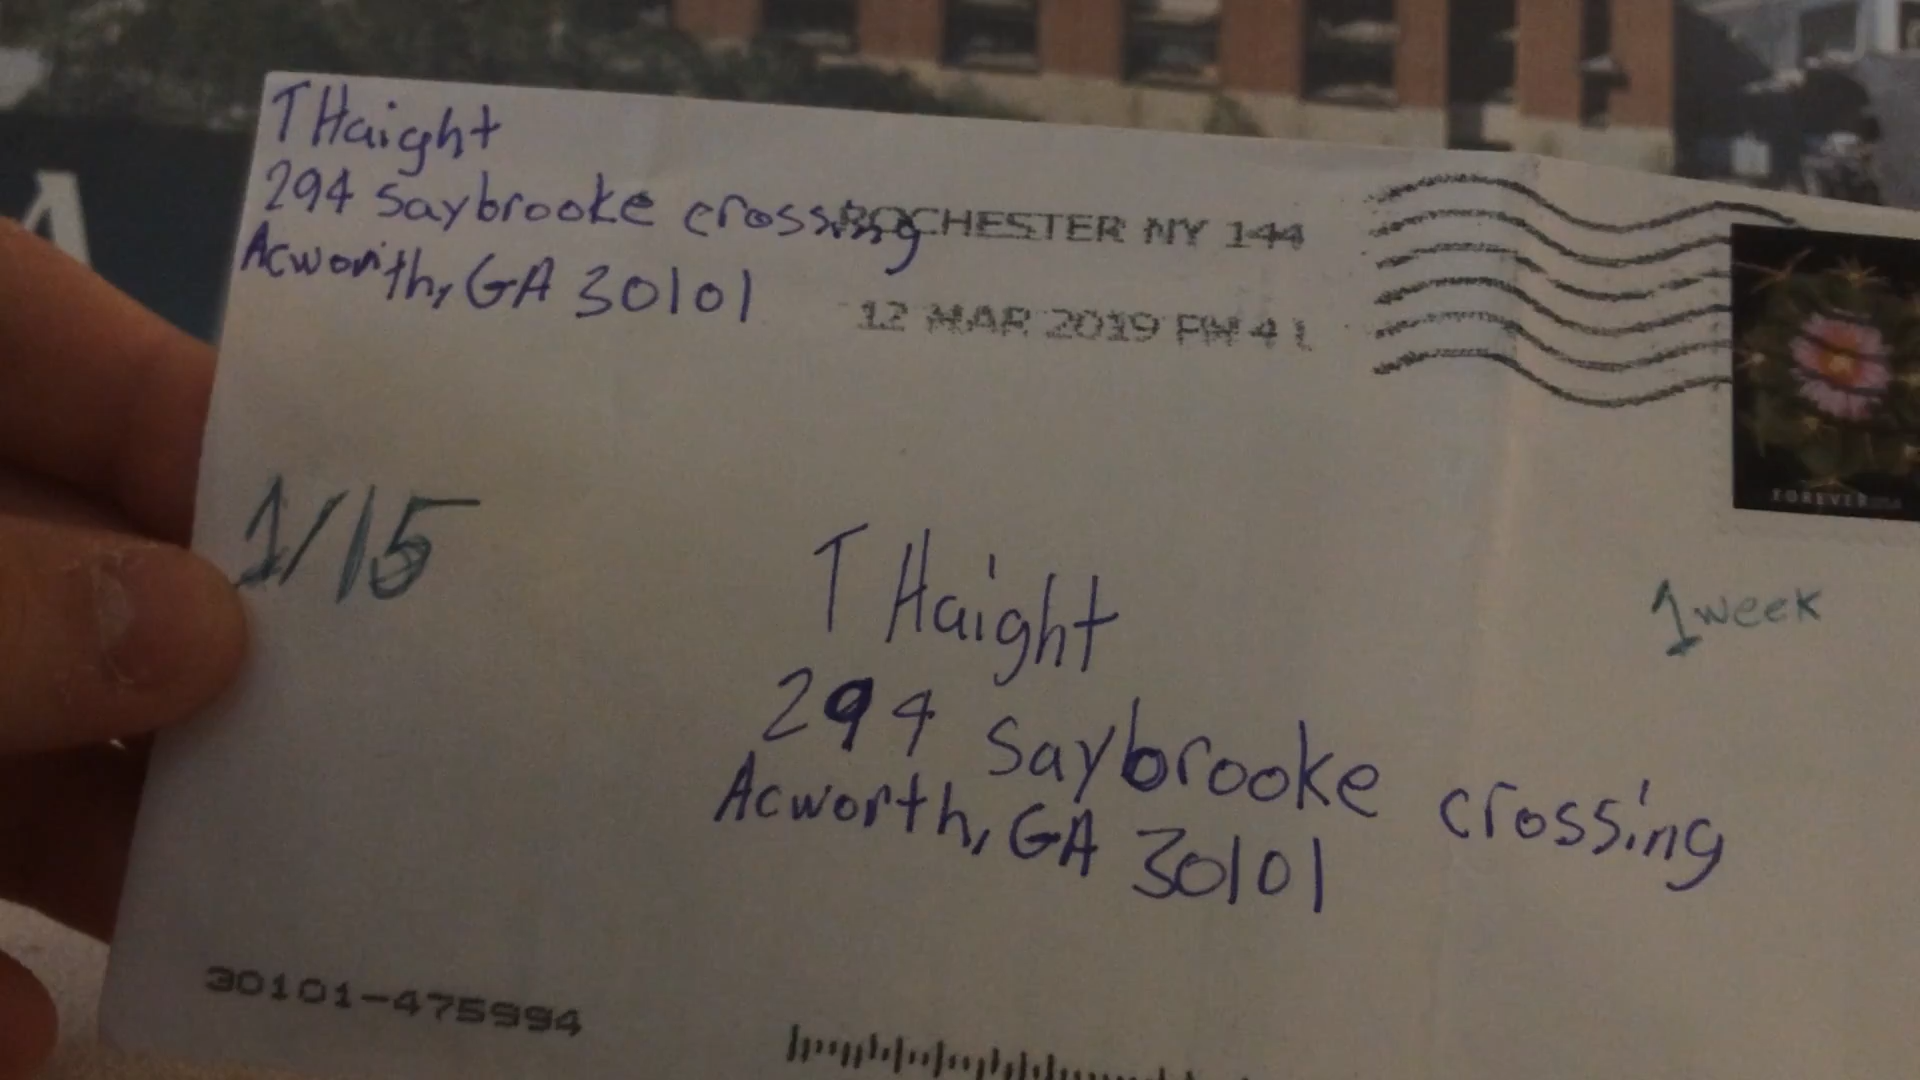 T Haight
294 saybrooke crossing
Acworth, GA 30101
ROCHESTER NY 144
12 MAR 2019 PM 4 L
FOREVER
1/15
1 week
T Haight
294 saybrooke crossing
Acworth, GA 30101
30101-475994